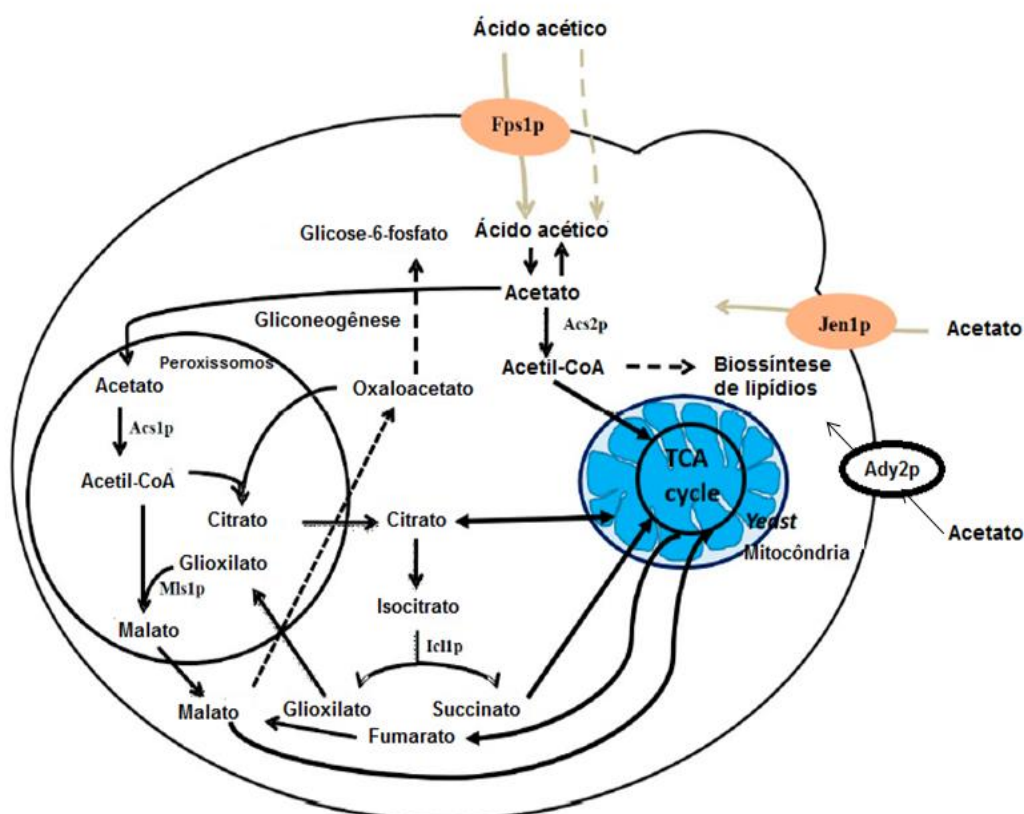 Ácido acético
Fps1p
Ácido acético
Glicose-6-fosfato
Acetato
Gliconeogênese
Acs2p
Jen1p
Acetato
Peroxissomos
Acetil-CoA
Biossíntese
de lipídios
Acetato
Oxaloacetato
Acs1p
TCA
cycle
Ady2p
Acetil-CoA
Citrato
Citrato
Yeast
Mitocôndria
Acetato
Glioxilato
Mls1p
Isocitrato
Malato
Icl1p
Malato
Glioxilato
Succinato
Fumarato